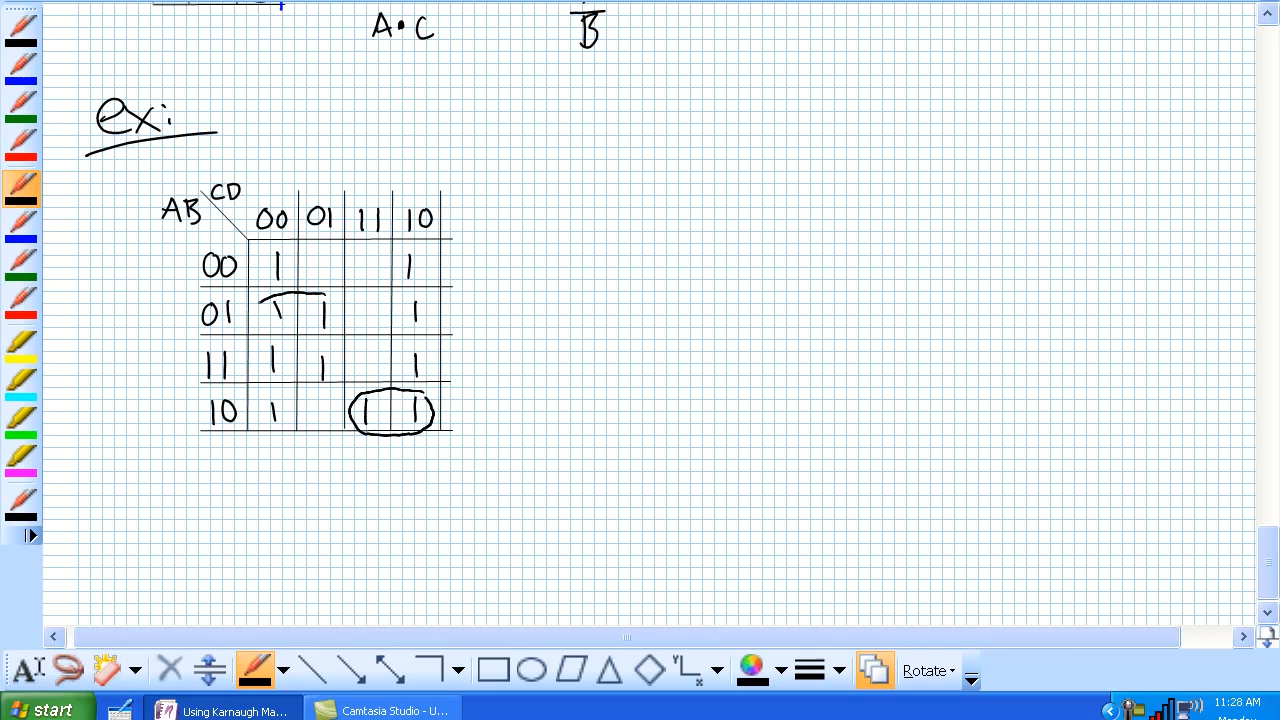 A•C B
ex:
CD
AB 00 01 11 10
00 1 1
01 1 1 1
11 1 1 1
10 1 1 1
Rotate
start Using Karnaugh Ma... Camtasia Studio - U... 11:28 AM
Monday